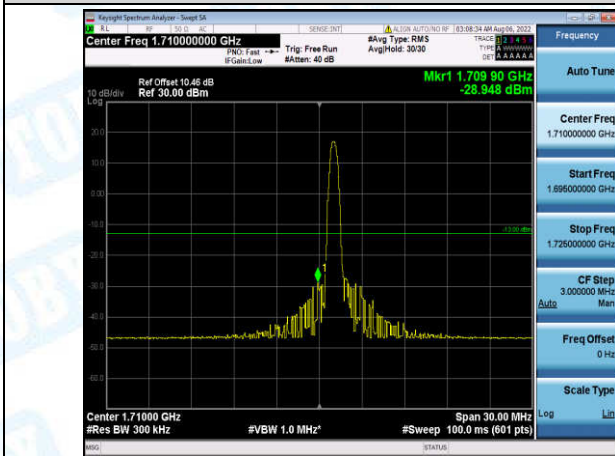 Keysight Spectrum Analyzer - Swept SA
RL RF 50 Ω AC SENSE:INT ALIGN AUTO/NO RF 03:08:34 AM Aug 06, 2022
Center Freq 1.710000000 GHz
PNO: Fast
IFGain:Low
Trig: Free Run
#Atten: 40 dB
#Avg Type: RMS
Avg|Hold: 30/30
TRACE 1 2 3 4 5
TYPE
DET A A A A A A
Ref Offset 10.46 dB
10 dB/div Ref 30.00 dBm
Log
Mkr1 1.709 90 GHz
-28.948 dBm
20.0
10.0
0.00
-10.0
-13.00 dBm
-20.0
-30.0
-40.0
-50.0
-60.0
Center 1.71000 GHz
#Res BW 300 kHz
#VBW 1.0 MHz*
Span 30.00 MHz
#Sweep 100.0 ms (601 pts)
MSG
STATUS
Frequency
Auto Tune
Center Freq
1.710000000 GHz
Start Freq
1.695000000 GHz
Stop Freq
1.725000000 GHz
CF Step
3.000000 MHz
Auto Man
Freq Offset
0 Hz
Scale Type
Log Lin